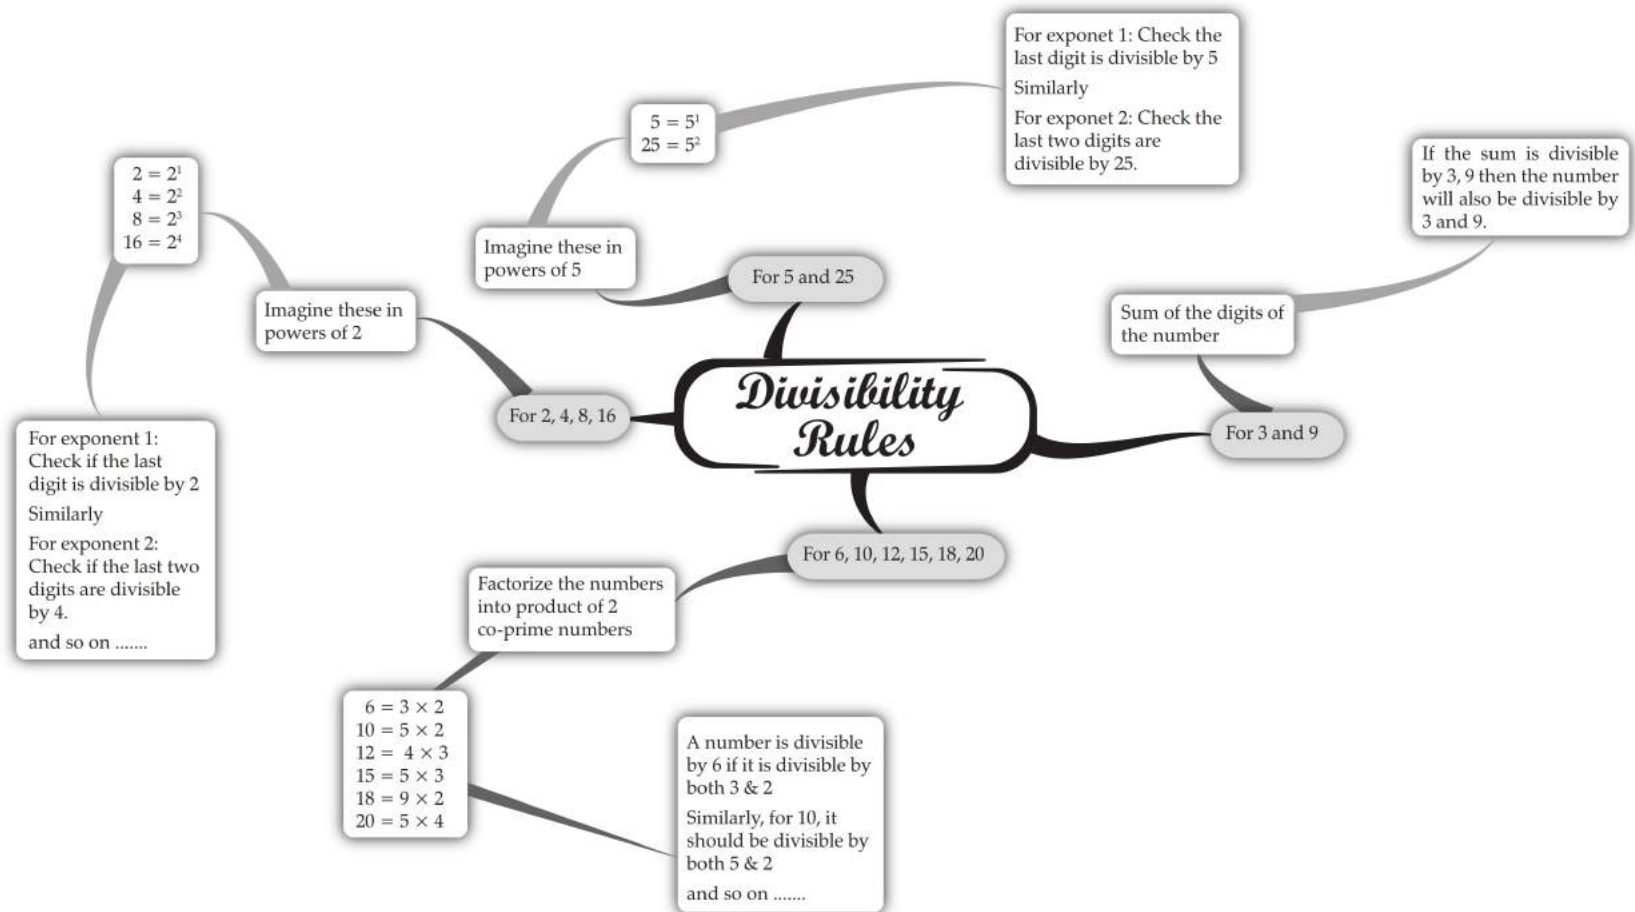 Divisibility
Rules
For 2, 4, 8, 16
Imagine these in
powers of 2
2 = 2¹
4 = 2²
8 = 2³
16 = 2⁴
For exponent 1:
Check if the last
digit is divisible by 2
Similarly
For exponent 2:
Check if the last two
digits are divisible
by 4.
and so on .......
For 5 and 25
Imagine these in
powers of 5
5 = 5¹
25 = 5²
For exponet 1: Check the
last digit is divisible by 5
Similarly
For exponet 2: Check the
last two digits are
divisible by 25.
For 3 and 9
Sum of the digits of
the number
If the sum is divisible
by 3, 9 then the number
will also be divisible by
3 and 9.
For 6, 10, 12, 15, 18, 20
Factorize the numbers
into product of 2
co-prime numbers
6 = 3 × 2
10 = 5 × 2
12 = 4 × 3
15 = 5 × 3
18 = 9 × 2
20 = 5 × 4
A number is divisible
by 6 if it is divisible by
both 3 & 2
Similarly, for 10, it
should be divisible by
both 5 & 2
and so on .......